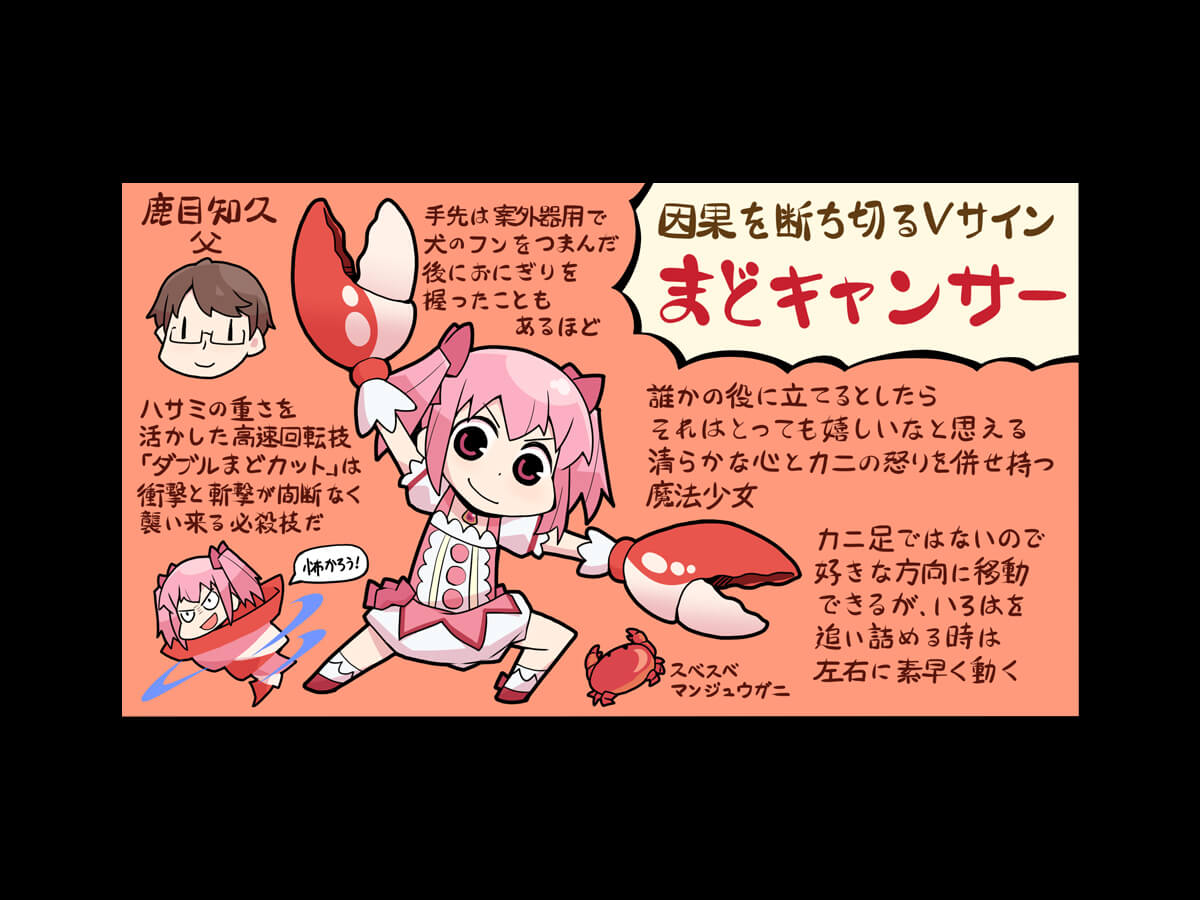 因果を断ち切るVサイン
まどキャンサー
鹿目知久
父
手先は案外器用で
犬のフンをつまんだ
後におにぎりを
握ったことも
あるほど
誰かの役に立てるとしたら
それはとっても嬉しいなと思える
清らかな心とカニの怒りを併せ持つ
魔法少女
ハサミの重さを
活かした高速回転技
「ダブルまどカット」は
衝撃と斬撃が間断なく
襲い来る必殺技だ
怖かろう!
カニ足ではないので
好きな方向に移動
できるが、いろはを
追い詰める時は
左右に素早く動く
スベスベ
マンジュウガニ